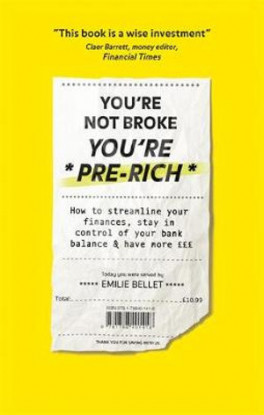 "This book is a wise investment"
Claer Barrett, money editor,
Financial Times
YOU'RE
NOT BROKE
YOU'RE
*PRE-RICH*
How to streamline your
finances, stay in
control of your bank
balance & have more £££
Today you were served by
***** EMILIE BELLET *****
Total
£10.99
THANK YOU FOR SAVING WITH US